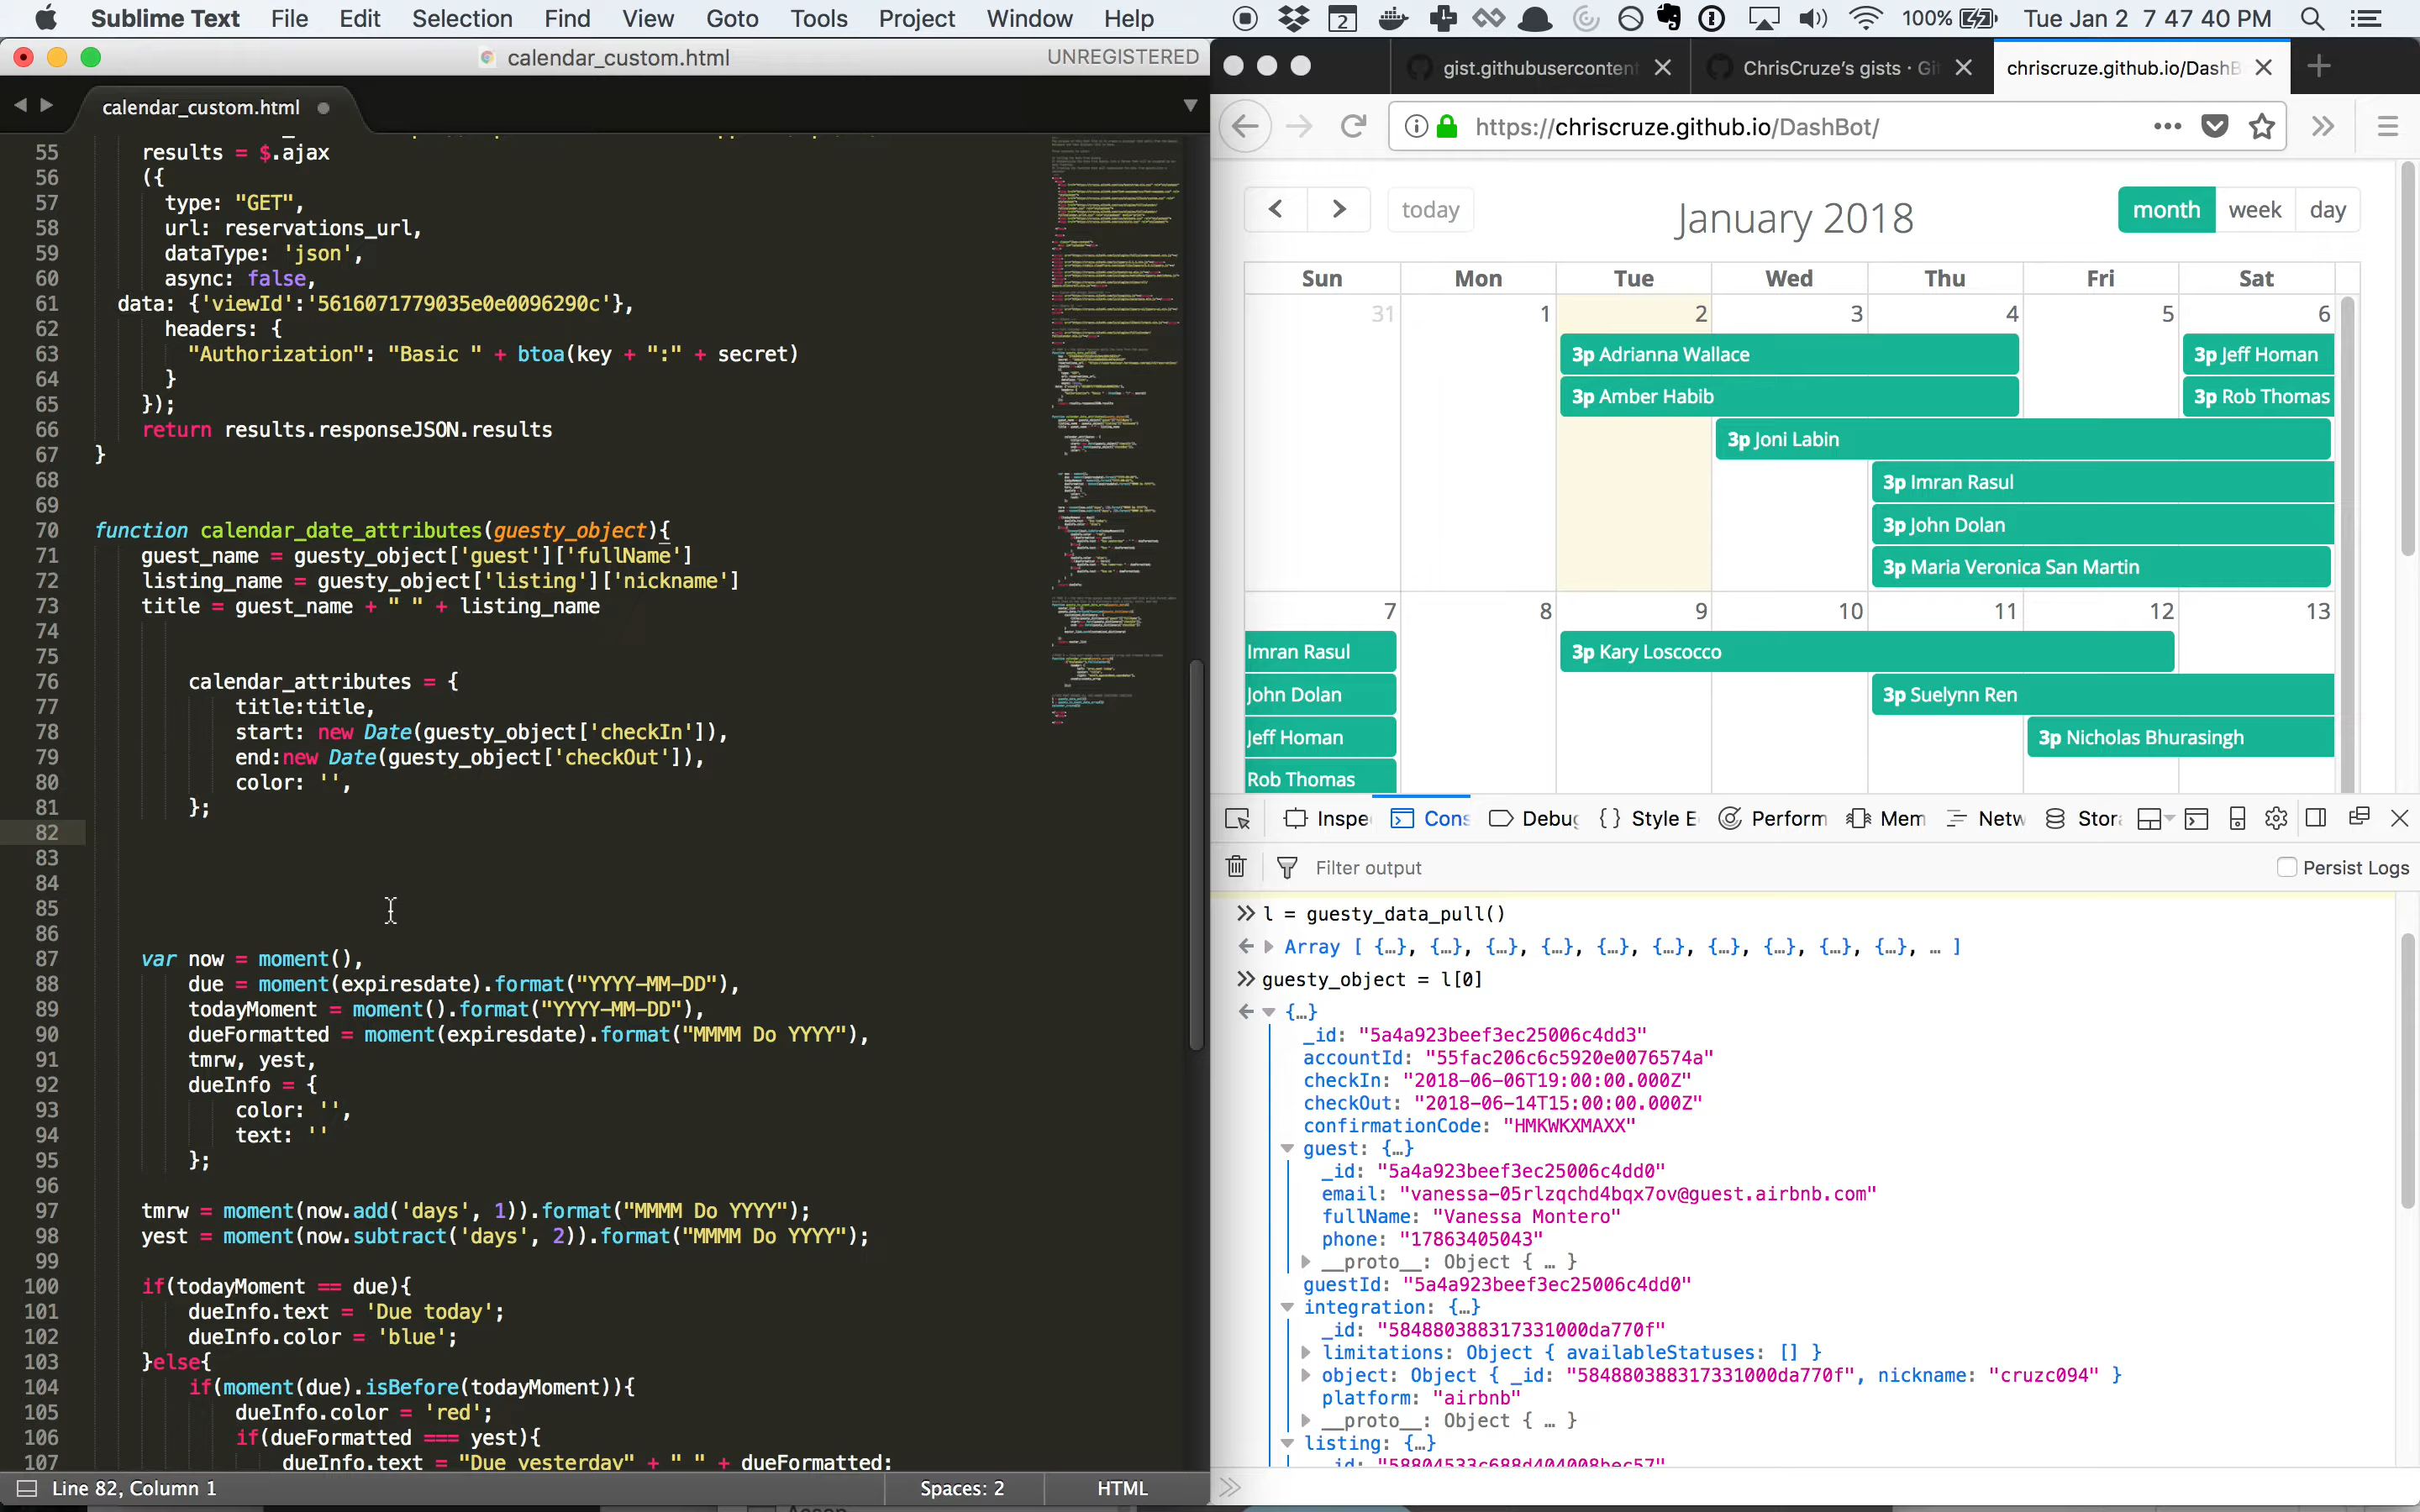 Sublime Text File Edit Selection Find View Goto Tools Project Window Help 2 100% Tue Jan 2 7 47 40 PM
calendar_custom.html UNREGISTERED
calendar_custom.html
55 results = $.ajax
56 ({
57 type: "GET",
58 url: reservations_url,
59 dataType: 'json',
60 async: false,
61 data: {'viewId':'5616071779035e0e0096290c'},
62 headers: {
63 "Authorization": "Basic " + btoa(key + ":" + secret)
64 }
65 });
66 return results.responseJSON.results
67 }
68
69
70 function calendar_date_attributes(guesty_object){
71 guest_name = guesty_object['guest']['fullName']
72 listing_name = guesty_object['listing']['nickname']
73 title = guest_name + " " + listing_name
74
75
76 calendar_attributes = {
77 title:title,
78 start: new Date(guesty_object['checkIn']),
79 end:new Date(guesty_object['checkOut']),
80 color: '',
81 };
82
83
84
85
86
87 var now = moment(),
88 due = moment(expiresdate).format("YYYY-MM-DD"),
89 todayMoment = moment().format("YYYY-MM-DD"),
90 dueFormatted = moment(expiresdate).format("MMMM Do YYYY"),
91 tmrw, yest,
92 dueInfo = {
93 color: '',
94 text: ''
95 };
96
97 tmrw = moment(now.add('days', 1)).format("MMMM Do YYYY");
98 yest = moment(now.subtract('days', 2)).format("MMMM Do YYYY");
99
100 if(todayMoment == due){
101 dueInfo.text = 'Due today';
102 dueInfo.color = 'blue';
103 }else{
104 if(moment(due).isBefore(todayMoment)){
105 dueInfo.color = 'red';
106 if(dueFormatted === yest){
107 dueInfo.text = "Due yesterday" + " " + dueFormatted;
Line 82, Column 1 Spaces: 2 HTML
gist.githubusercontent ChrisCruze's gists · Gi chriscruze.github.io/DashB
https://chriscruze.github.io/DashBot/
today January 2018 month week day
Sun Mon Tue Wed Thu Fri Sat
31 1 2 3 4 5 6
3p Adrianna Wallace 3p Jeff Homan
3p Amber Habib 3p Rob Thomas
3p Joni Labin
3p Imran Rasul
3p John Dolan
3p Maria Veronica San Martin
7 8 9 10 11 12 13
Imran Rasul 3p Kary Loscocco
John Dolan 3p Suelynn Ren
Jeff Homan 3p Nicholas Bhurasingh
Rob Thomas
Inspe Cons Debug Style E Perform Mem Netw Stora
Filter output Persist Logs
l = guesty_data_pull()
Array [ {…}, {…}, {…}, {…}, {…}, {…}, {…}, {…}, {…}, {…}, … ]
guesty_object = l[0]
{…}
_id: "5a4a923beef3ec25006c4dd3"
accountId: "55fac206c6c5920e0076574a"
checkIn: "2018-06-06T19:00:00.000Z"
checkOut: "2018-06-14T15:00:00.000Z"
confirmationCode: "HMKWKXMAXX"
guest: {…}
_id: "5a4a923beef3ec25006c4dd0"
email: "vanessa-05rlzqchd4bqx7ov@guest.airbnb.com"
fullName: "Vanessa Montero"
phone: "17863405043"
__proto__: Object { … }
guestId: "5a4a923beef3ec25006c4dd0"
integration: {…}
_id: "584880388317331000da770f"
limitations: Object { availableStatuses: [] }
object: Object { _id: "584880388317331000da770f", nickname: "cruzc094" }
platform: "airbnb"
__proto__: Object { … }
listing: {…}
_id: "58804533c688d404008bec57"